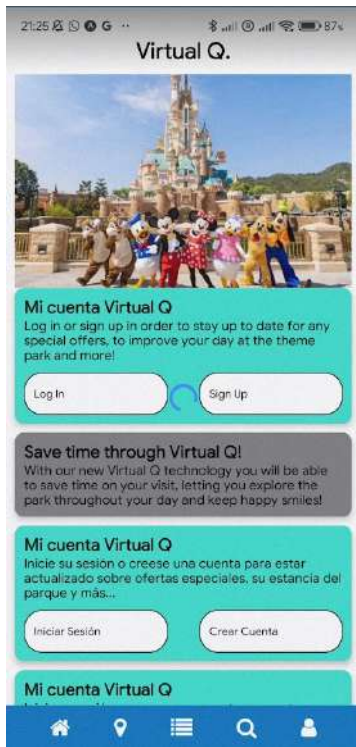 21:25
87%
Virtual Q.
Mi cuenta Virtual Q
Log in or sign up in order to stay up to date for any
special offers, to improve your day at the theme
park and more!
Log In
Sign Up
Save time through Virtual Q!
With our new Virtual Q technology you will be able
to save time on your visit, letting you explore the
park throughout your day and keep happy smiles!
Mi cuenta Virtual Q
Inicie su sesión o creese una cuenta para estar
actualizado sobre ofertas especiales, su estancia del
parque y más...
Iniciar Sesión
Crear Cuenta
Mi cuenta Virtual Q